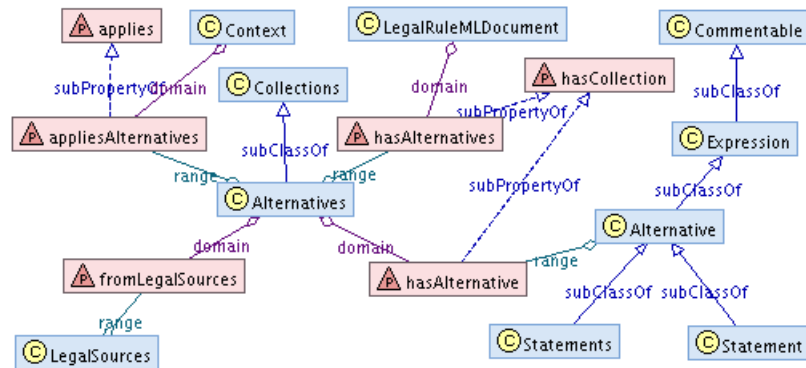 P applies
C Context
C LegalRuleMLDocument
C Commentable
subPropertyOf
domain
C Collections
domain
P hasCollection
subPropertyOf
subClassOf
P appliesAlternatives
subClassOf
P hasAlternatives
C Expression
range
range
subPropertyOf
subClassOf
C Alternatives
C Alternative
domain
domain
range
P fromLegalSources
P hasAlternative
subClassOf
subClassOf
range
C LegalSources
C Statements
C Statement